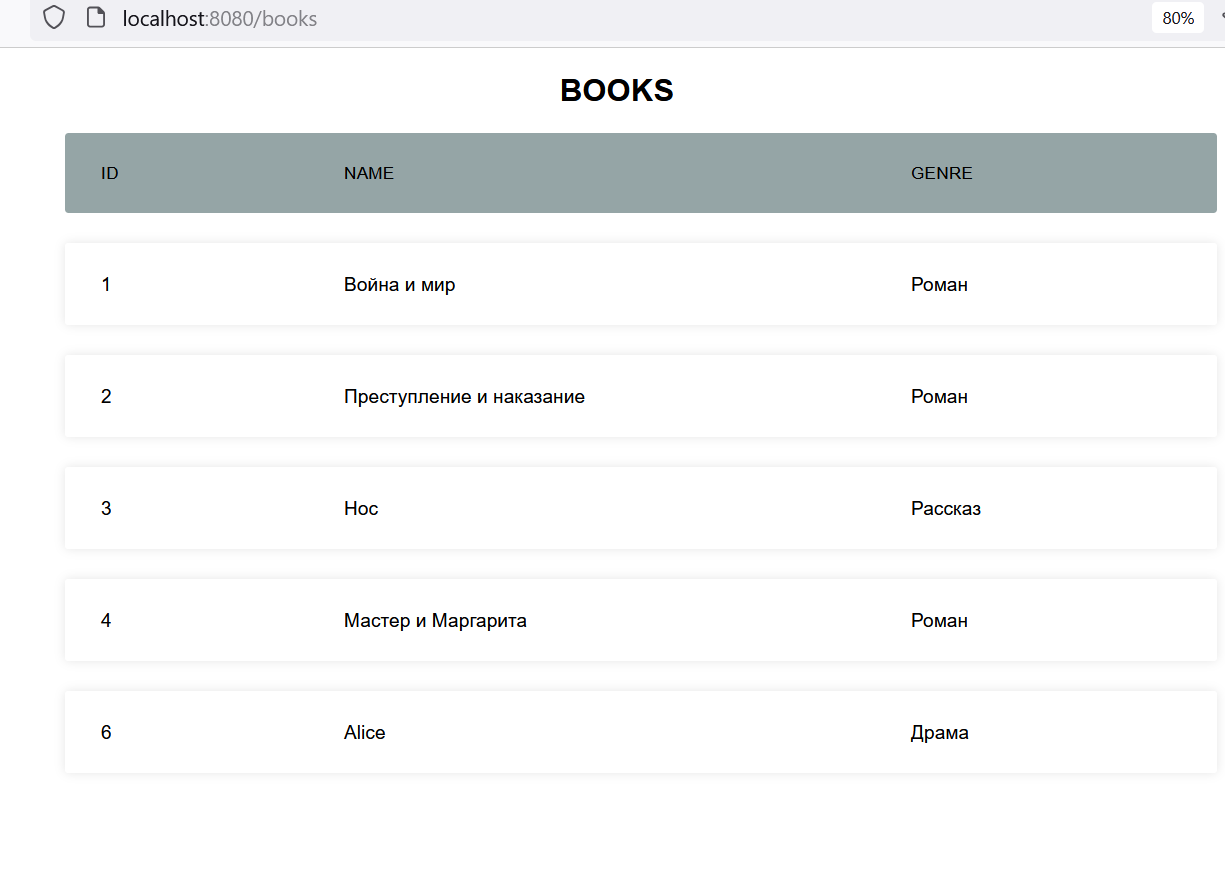 localhost:8080/books
80%
BOOKS
ID NAME GENRE
1 Война и мир Роман
2 Преступление и наказание Роман
3 Нос Рассказ
4 Мастер и Маргарита Роман
6 Alice Драма